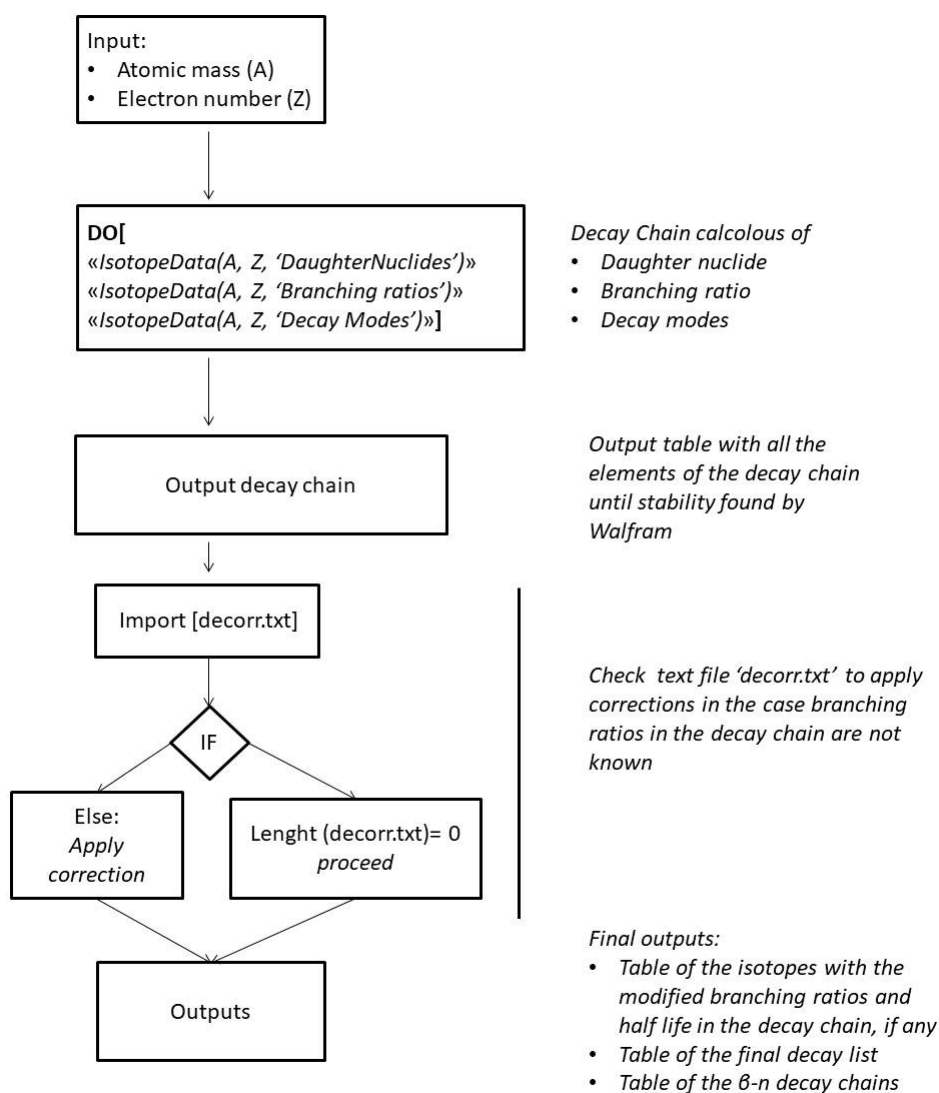 Input:
• Atomic mass (A)
• Electron number (Z)
DO[
«IsotopeData(A, Z, ‘DaughterNuclides’)»
«IsotopeData(A, Z, ‘Branching ratios’)»
«IsotopeData(A, Z, ‘Decay Modes’)»]
Decay Chain calcolous of
• Daughter nuclide
• Branching ratio
• Decay modes
Output decay chain
Output table with all the
elements of the decay chain
until stability found by
Walfram
Import [decorr.txt]
IF
Else:
Apply
correction
Lenght (decorr.txt)= 0
proceed
Check text file ‘decorr.txt’ to apply
corrections in the case branching
ratios in the decay chain are not
known
Outputs
Final outputs:
• Table of the isotopes with the
modified branching ratios and
half life in the decay chain, if any
• Table of the final decay list
• Table of the β-n decay chains